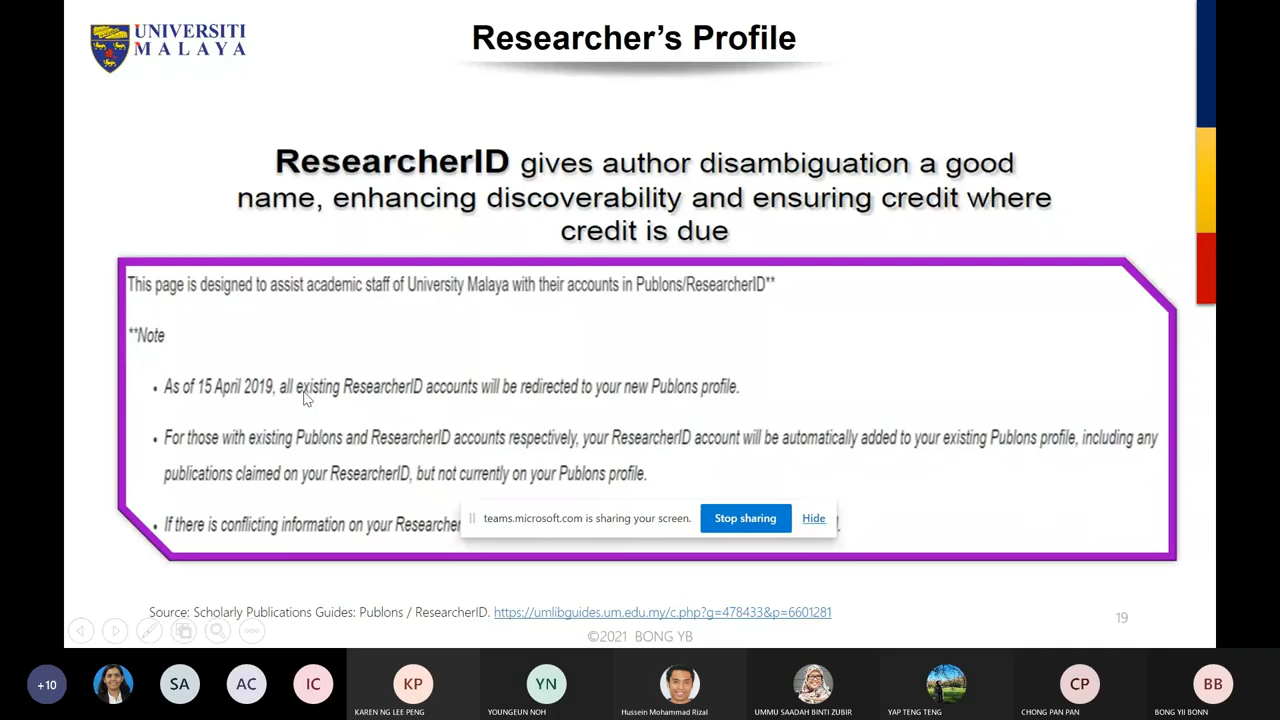 UNIVERSITI
MALAYA
Researcher's Profile
ResearcherID gives author disambiguation a good
name, enhancing discoverability and ensuring credit where
credit is due
This page is designed to assist academic staff of University Malaya with their accounts in Publons/ResearcherID**
**Note
• As of 15 April 2019, all existing ResearcherID accounts will be redirected to your new Publons profile.
• For those with existing Publons and ResearcherID accounts respectively, your ResearcherID account will be automatically added to your existing Publons profile, including any
publications claimed on your ResearcherID, but not currently on your Publons profile.
• If there is conflicting information on your Researcher
teams.microsoft.com is sharing your screen.
Stop sharing
Hide
Source: Scholarly Publications Guides: Publons / ResearcherID. https://umlibguides.um.edu.my/c.php?g=478433&p=6601281
19
©2021 BONG YB
+10
SA
AC
IC
KP
YN
CP
BB
KAREN NG LEE PENG
YOUNGEUN NOH
Hussein Mohammad Rizal
UMMU SAADAH BINTI ZUBIR
YAP TENG TENG
CHONG PAN PAN
BONG YII BONN